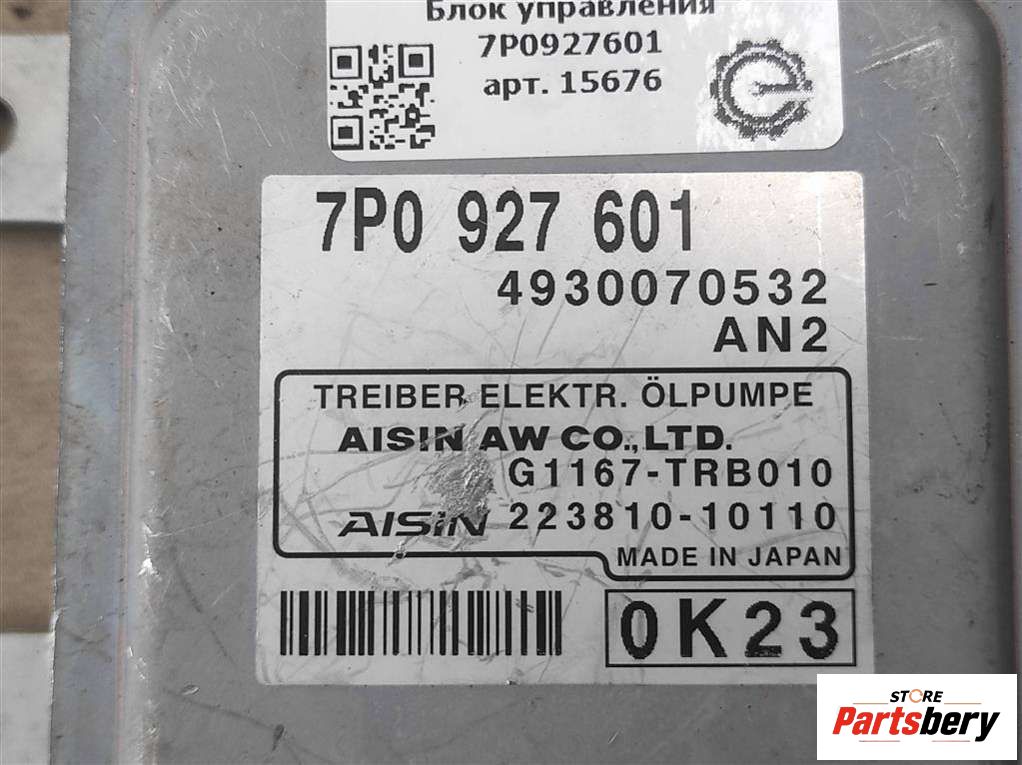 Блок управления
7P0927601
арт. 15676
7P0 927 601
4930070532
AN2
TREIBER ELEKTR. ÖLPUMPE
AISIN AW CO.,LTD.
G1167-TRB010
AISIN 223810-10110
MADE IN JAPAN
0K23
STORE
Partsbery